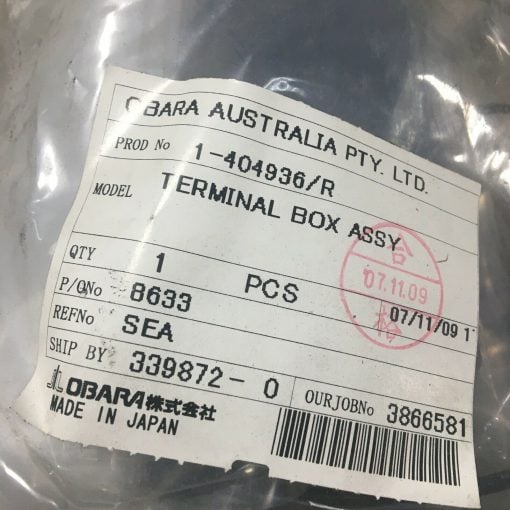 OBARA AUSTRALIA PTY. LTD.
PROD No 1-404936/R
MODEL TERMINAL BOX ASSY
QTY 1 PCS
合
07.11.09
検
07/11/09 1
P/ONo 8633
REFNo SEA
SHIP BY 339872-0
OBARA株式会社 OURJOBNo 3866581
MADE IN JAPAN